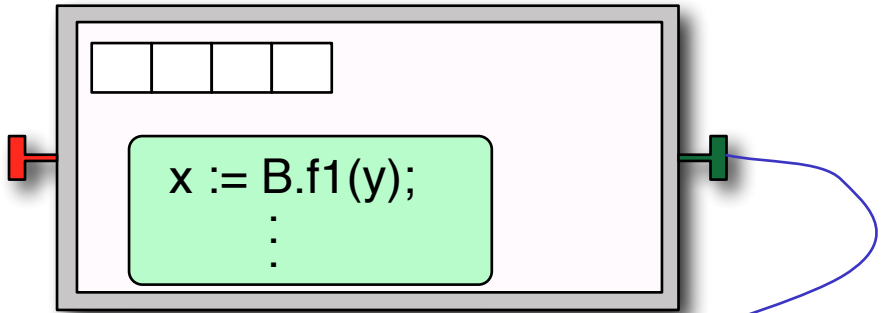 x := B.f1(y);
⋮